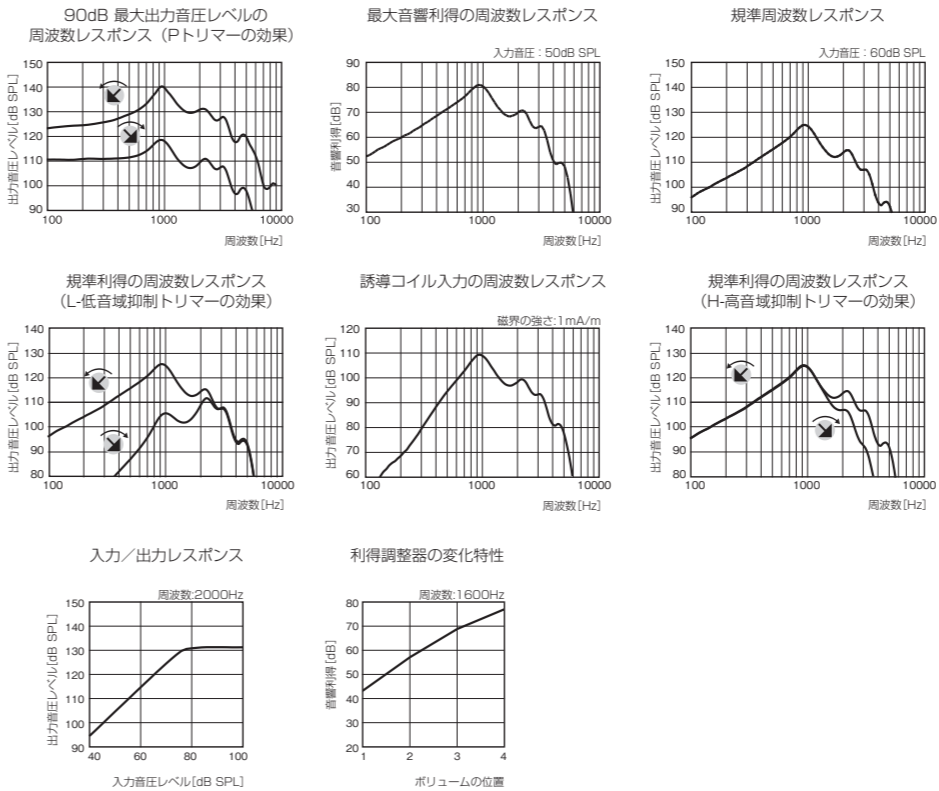 90dB 最大出力音圧レベルの
周波数レスポンス（Pトリマーの効果）
出力音圧レベル[dB SPL]
150
140
130
120
110
100
90
100
1000
10000
周波数[Hz]
最大音響利得の周波数レスポンス
入力音圧：50dB SPL
音響利得[dB]
90
80
70
60
50
40
30
100
1000
10000
周波数[Hz]
規準周波数レスポンス
入力音圧：60dB SPL
出力音圧レベル[dB SPL]
150
140
130
120
110
100
90
100
1000
10000
周波数[Hz]
規準利得の周波数レスポンス
（L-低音域抑制トリマーの効果）
出力音圧レベル[dB SPL]
140
130
120
110
100
90
80
100
1000
10000
周波数[Hz]
誘導コイル入力の周波数レスポンス
磁界の強さ:1mA/m
出力音圧レベル[dB SPL]
120
110
100
90
80
70
60
100
1000
10000
周波数[Hz]
規準利得の周波数レスポンス
（H-高音域抑制トリマーの効果）
出力音圧レベル[dB SPL]
140
130
120
110
100
90
80
100
1000
10000
周波数[Hz]
入力／出力レスポンス
周波数:2000Hz
出力音圧レベル[dB SPL]
150
140
130
120
110
100
90
40
60
80
100
入力音圧レベル[dB SPL]
利得調整器の変化特性
周波数:1600Hz
音響利得[dB]
80
70
60
50
40
30
20
1
2
3
4
ボリュームの位置